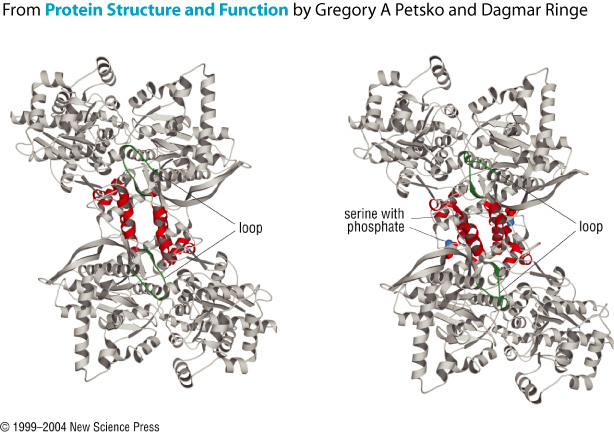 From Protein Structure and Function by Gregory A Petsko and Dagmar Ringe
loop
serine with
phosphate
loop
© 1999–2004 New Science Press